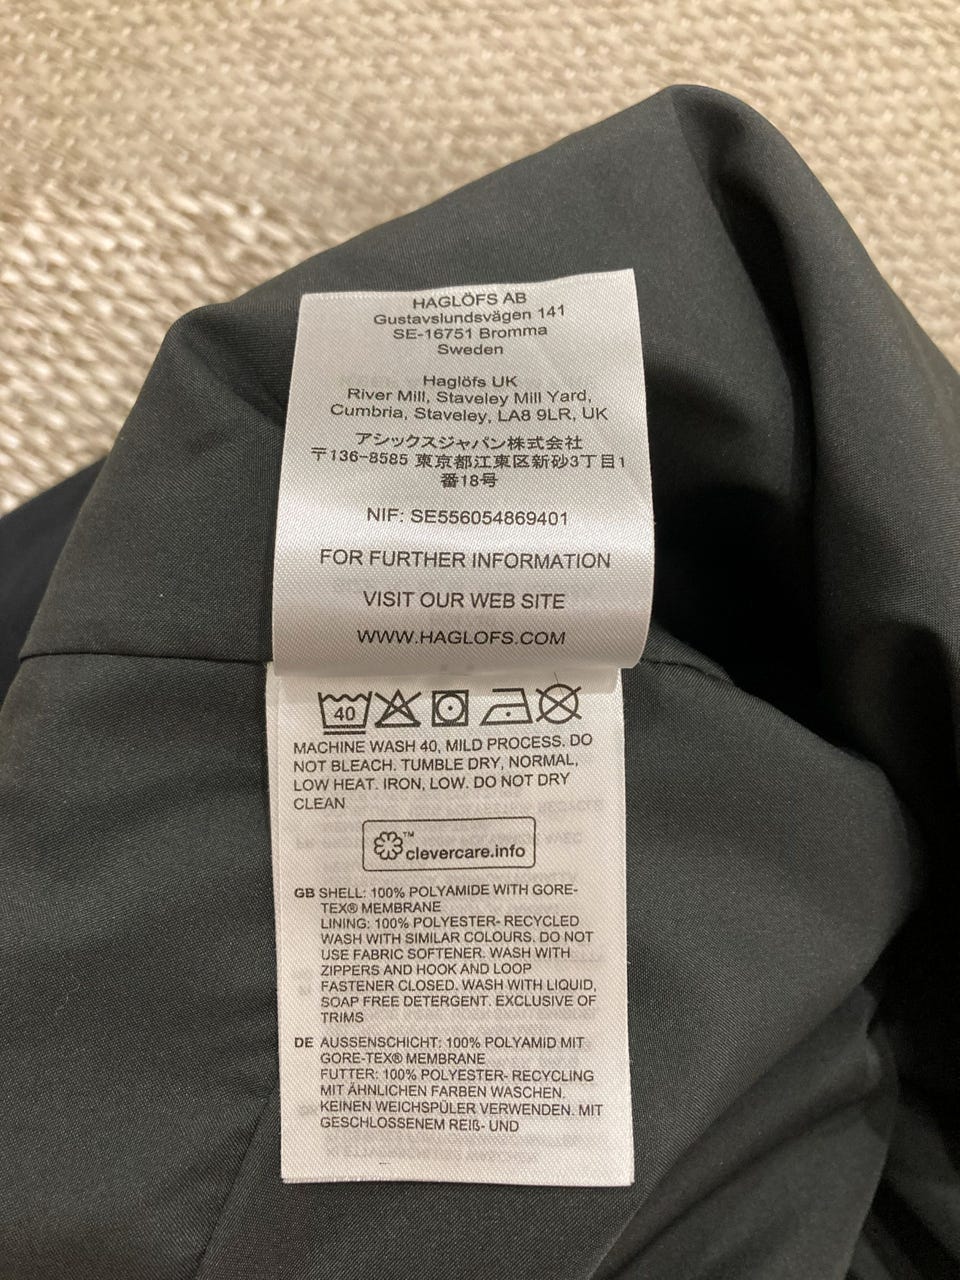 HAGLÖFS AB
Gustavslundsvägen 141
SE-16751 Bromma
Sweden
Haglöfs UK
River Mill, Staveley Mill Yard,
Cumbria, Staveley, LA8 9LR, UK
アシックスジャパン株式会社
〒136-8585 東京都江東区新砂3丁目1
番18号
NIF: SE556054869401
FOR FURTHER INFORMATION
VISIT OUR WEB SITE
WWW.HAGLOFS.COM
40
MACHINE WASH 40, MILD PROCESS. DO
NOT BLEACH. TUMBLE DRY, NORMAL,
LOW HEAT. IRON, LOW. DO NOT DRY
CLEAN
™
clevercare.info
GB SHELL: 100% POLYAMIDE WITH GORE-
TEX® MEMBRANE
LINING: 100% POLYESTER- RECYCLED
WASH WITH SIMILAR COLOURS. DO NOT
USE FABRIC SOFTENER. WASH WITH
ZIPPERS AND HOOK AND LOOP
FASTENER CLOSED. WASH WITH LIQUID,
SOAP FREE DETERGENT. EXCLUSIVE OF
TRIMS
DE AUSSENSCHICHT: 100% POLYAMID MIT
GORE-TEX® MEMBRANE
FUTTER: 100% POLYESTER- RECYCLING
MIT ÄHNLICHEN FARBEN WASCHEN.
KEINEN WEICHSPÜLER VERWENDEN. MIT
GESCHLOSSENEM REIß- UND